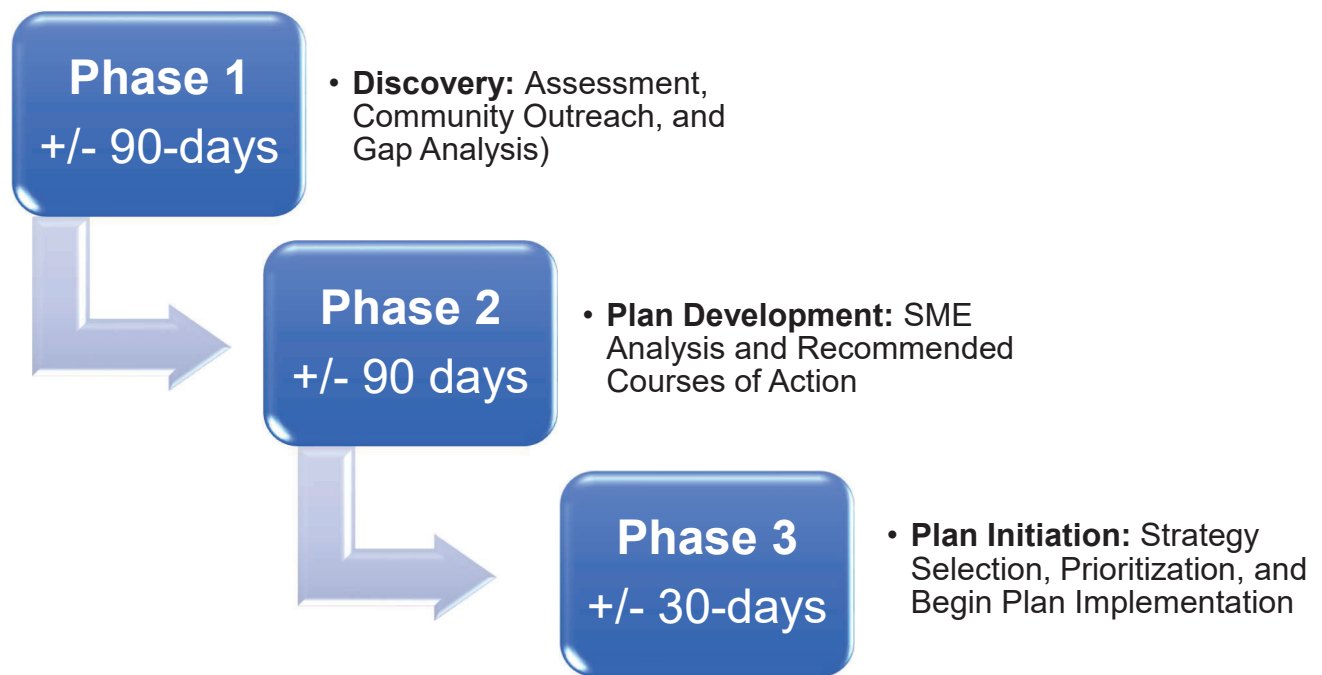 Phase 1
+/- 90-days
• Discovery: Assessment,
Community Outreach, and
Gap Analysis)
Phase 2
+/- 90 days
• Plan Development: SME
Analysis and Recommended
Courses of Action
Phase 3
+/- 30-days
• Plan Initiation: Strategy
Selection, Prioritization, and
Begin Plan Implementation